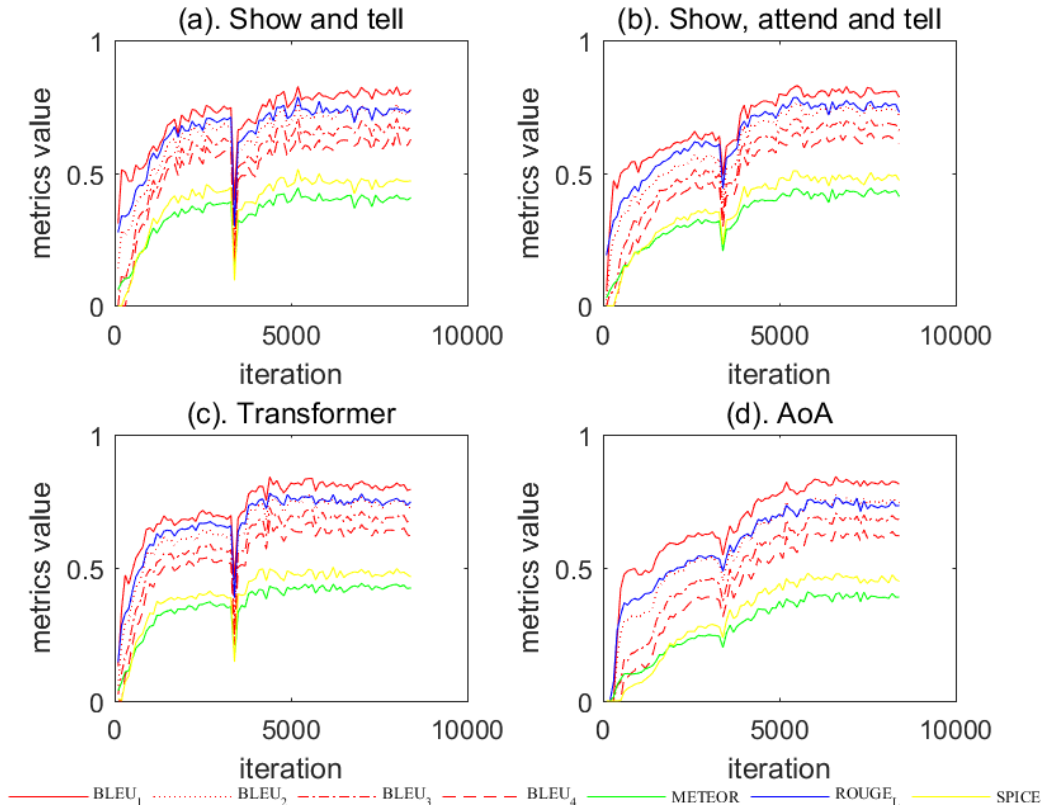 (a). Show and tell
(b). Show, attend and tell
1
0.5
0
metrics value
0
5000
10000
iteration
1
0.5
0
metrics value
0
5000
10000
iteration
(c). Transformer
(d). AoA
1
0.5
0
metrics value
0
5000
10000
iteration
1
0.5
0
metrics value
0
5000
10000
iteration
BLEU1 BLEU2 BLEU3 BLEU4 METEOR ROUGEL SPICE